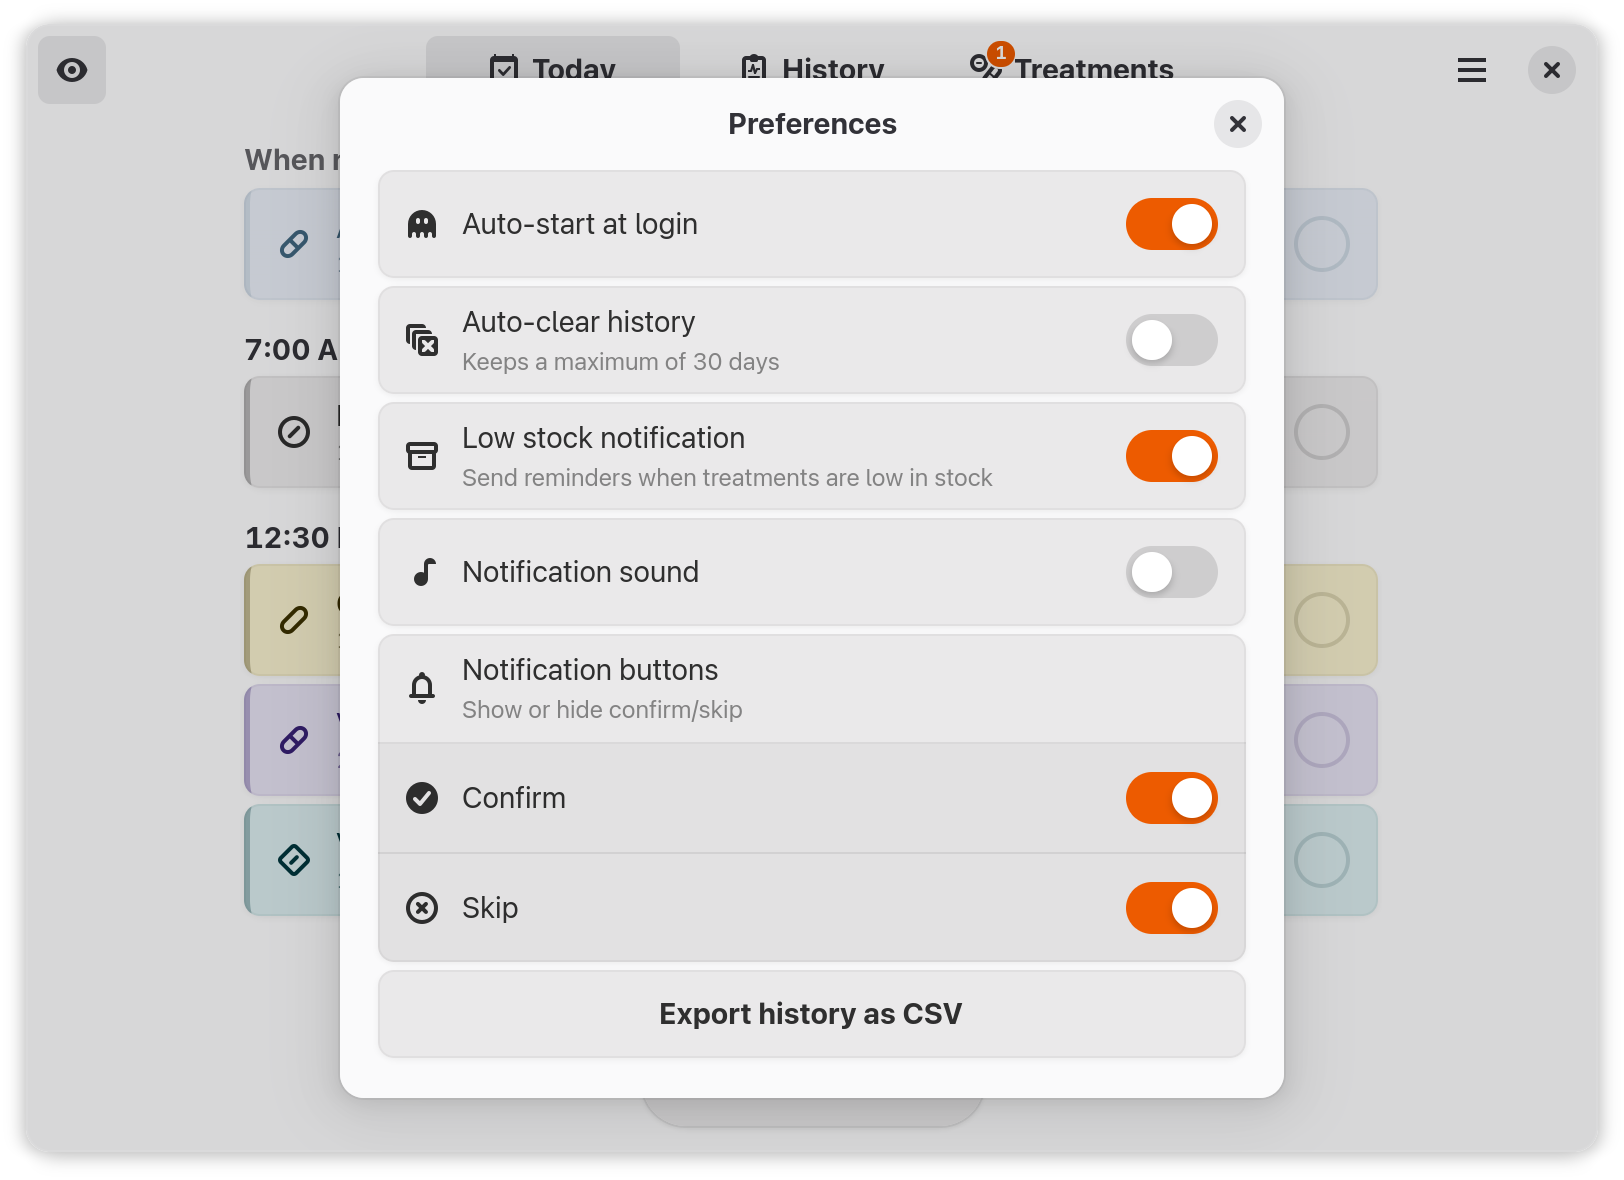 Today
History
1
Treatments
Preferences
When
Auto-start at login
7:00
Auto-clear history
Keeps a maximum of 30 days
Low stock notification
Send reminders when treatments are low in stock
12:30
Notification sound
Notification buttons
Show or hide confirm/skip
Confirm
Skip
Export history as CSV